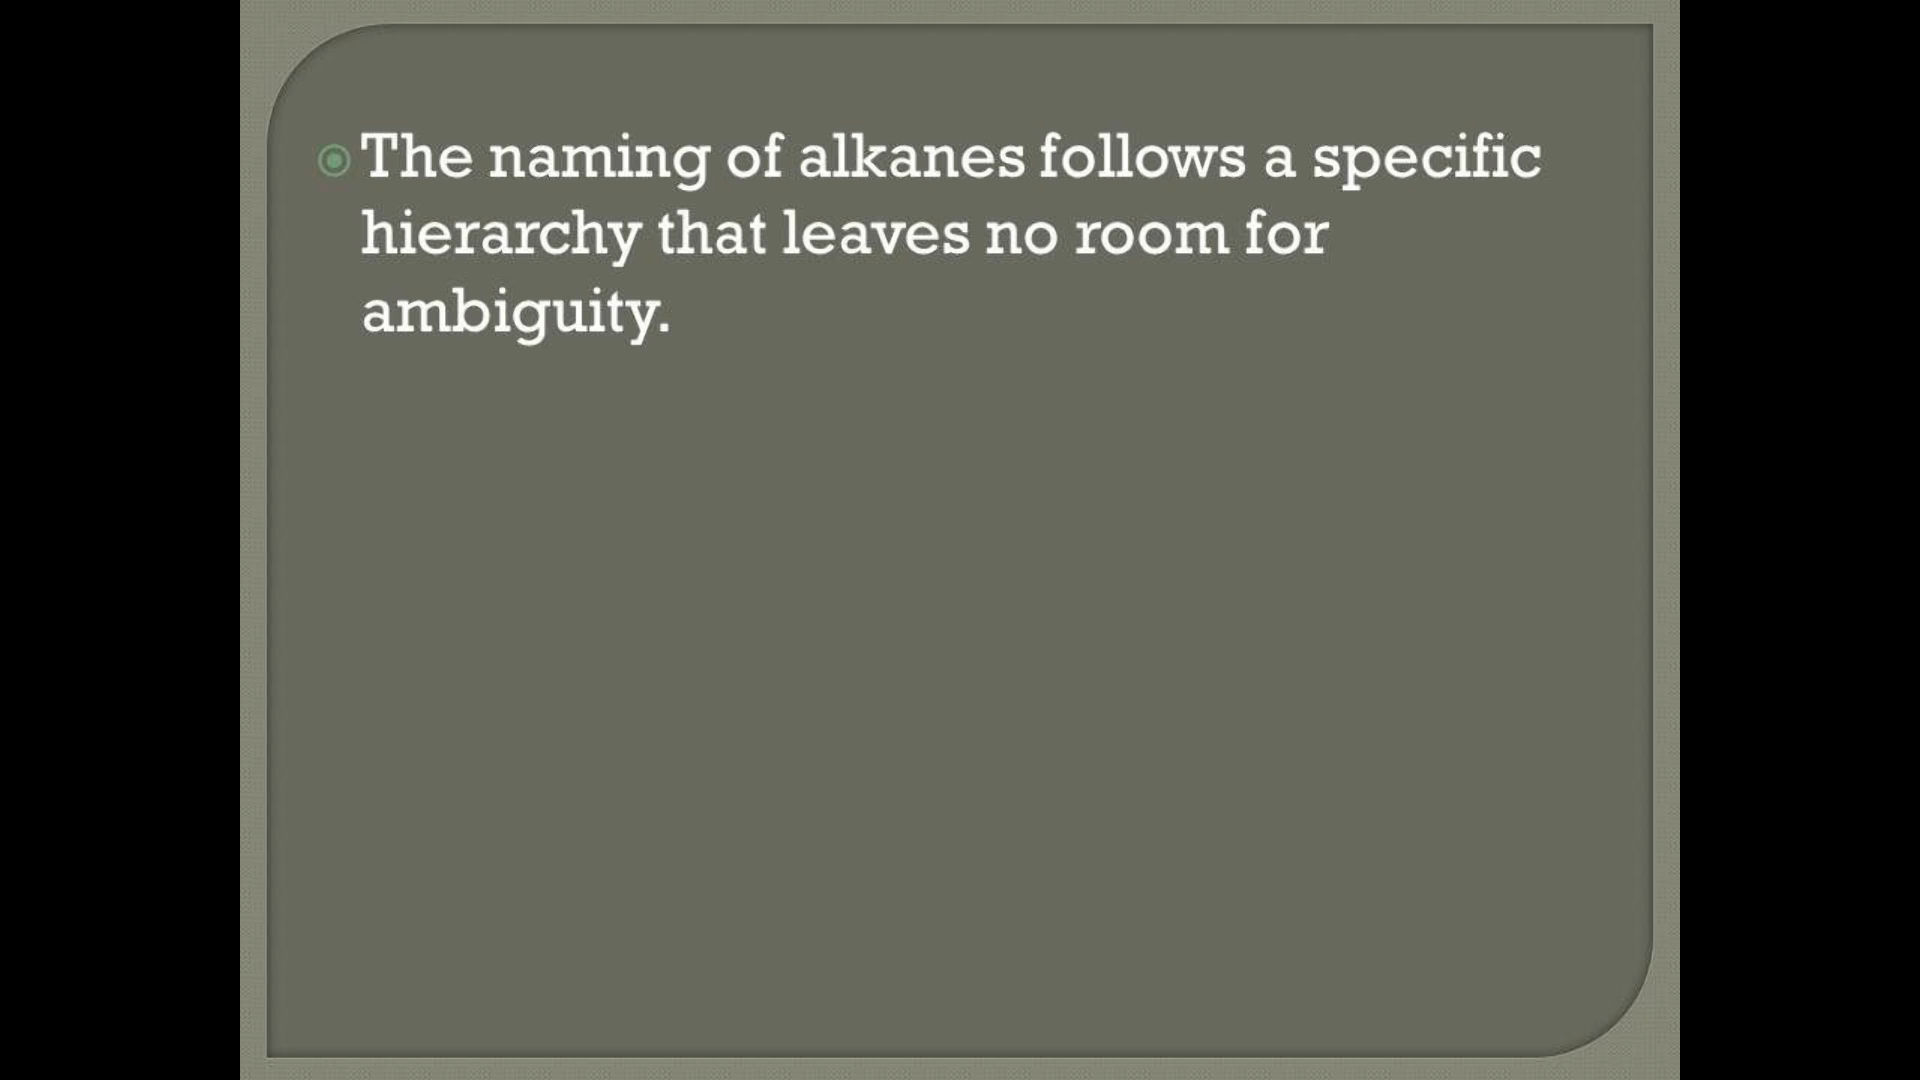 The naming of alkanes follows a specific
hierarchy that leaves no room for
ambiguity.